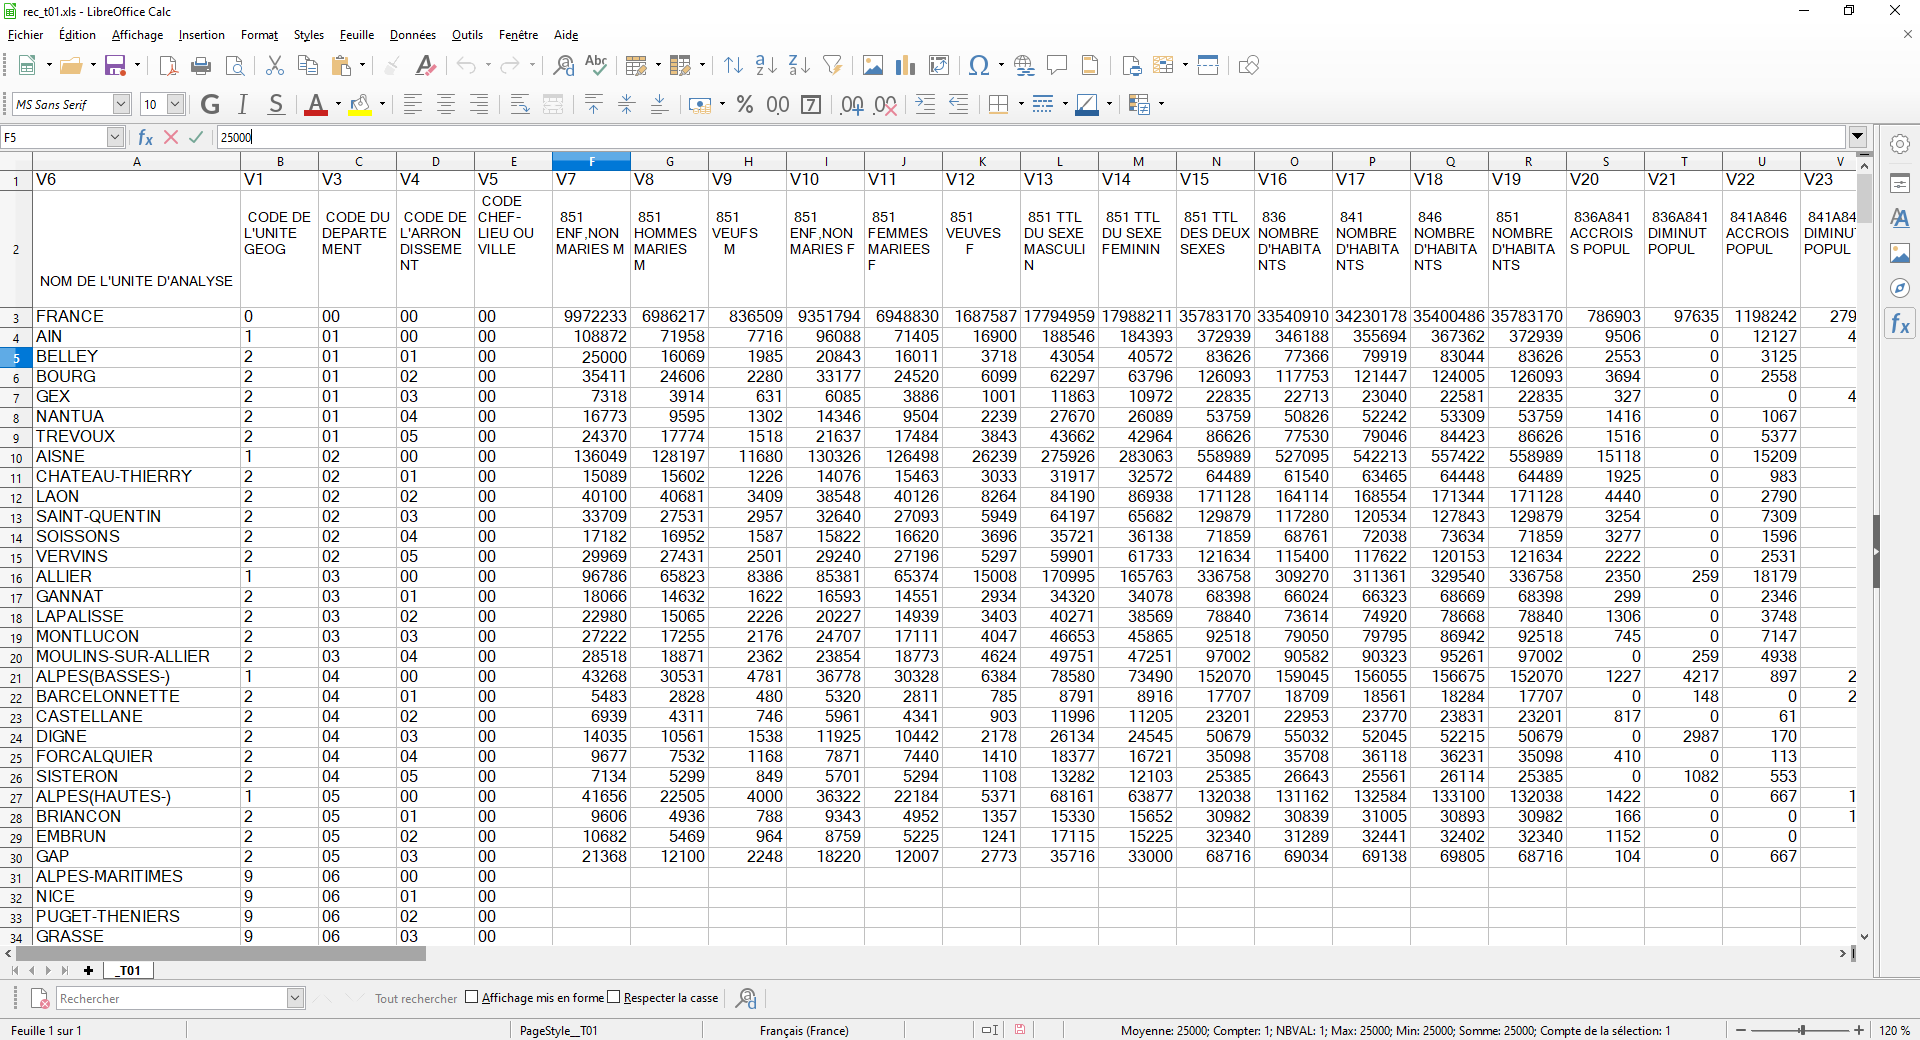 rec_t01.xls - LibreOffice Calc
Fichier Édition Affichage Insertion Format Styles Feuille Données Outils Fenêtre Aide
MS Sans Serif 10 G I S
F5 25000
A B C D E F G H I J K L M N O P Q R S T U V
1 V6 V1 V3 V4 V5 V7 V8 V9 V10 V11 V12 V13 V14 V15 V16 V17 V18 V19 V20 V21 V22 V23
2 NOM DE L'UNITE D'ANALYSE CODE DE L'UNITE GEOG CODE DU DEPARTEMENT CODE DE L'ARRONDISSEMENT CODE CHEF-LIEU OU VILLE 851 ENF,NON MARIES M 851 HOMMES MARIES M 851 VEUFS M 851 ENF,NON MARIES F 851 FEMMES MARIEES F 851 VEUVES F 851 TTL DU SEXE MASCULIN 851 TTL DU SEXE FEMININ 851 TTL DES DEUX SEXES 836 NOMBRE D'HABITANTS 841 NOMBRE D'HABITANTS 846 NOMBRE D'HABITANTS 851 NOMBRE D'HABITANTS 836A841 ACCROISS POPUL 836A841 DIMINUT POPUL 841A846 ACCROIS POPUL 841A84 DIMINUT POPUL
3 FRANCE 0 00 00 00 9972233 6986217 836509 9351794 6948830 1687587 17794959 17988211 35783170 33540910 34230178 35400486 35783170 786903 97635 1198242 279
4 AIN 1 01 00 00 108872 71958 7716 96088 71405 16900 188546 184393 372939 346188 355694 367362 372939 9506 0 12127 4
5 BELLEY 2 01 01 00 25000 16069 1985 20843 16011 3718 43054 40572 83626 77366 79919 83044 83626 2553 0 3125
6 BOURG 2 01 02 00 35411 24606 2280 33177 24520 6099 62297 63796 126093 117753 121447 124005 126093 3694 0 2558
7 GEX 2 01 03 00 7318 3914 631 6085 3886 1001 11863 10972 22835 22713 23040 22581 22835 327 0 0 4
8 NANTUA 2 01 04 00 16773 9595 1302 14346 9504 2239 27670 26089 53759 50826 52242 53309 53759 1416 0 1067
9 TREVOUX 2 01 05 00 24370 17774 1518 21637 17484 3843 43662 42964 86626 77530 79046 84423 86626 1516 0 5377
10 AISNE 1 02 00 00 136049 128197 11680 130326 126498 26239 275926 283063 558989 527095 542213 557422 558989 15118 0 15209
11 CHATEAU-THIERRY 2 02 01 00 15089 15602 1226 14076 15463 3033 31917 32572 64489 61540 63465 64448 64489 1925 0 983
12 LAON 2 02 02 00 40100 40681 3409 38548 40126 8264 84190 86938 171128 164114 168554 171344 171128 4440 0 2790
13 SAINT-QUENTIN 2 02 03 00 33709 27531 2957 32640 27093 5949 64197 65682 129879 117280 120534 127843 129879 3254 0 7309
14 SOISSONS 2 02 04 00 17182 16952 1587 15822 16620 3696 35721 36138 71859 68761 72038 73634 71859 3277 0 1596
15 VERVINS 2 02 05 00 29969 27431 2501 29240 27196 5297 59901 61733 121634 115400 117622 120153 121634 2222 0 2531
16 ALLIER 1 03 00 00 96786 65823 8386 85381 65374 15008 170995 165763 336758 309270 311361 329540 336758 2350 259 18179
17 GANNAT 2 03 01 00 18066 14632 1622 16593 14551 2934 34320 34078 68398 66024 66323 68669 68398 299 0 2346
18 LAPALISSE 2 03 02 00 22980 15065 2226 20227 14939 3403 40271 38569 78840 73614 74920 78668 78840 1306 0 3748
19 MONTLUCON 2 03 03 00 27222 17255 2176 24707 17111 4047 46653 45865 92518 79050 79795 86942 92518 745 0 7147
20 MOULINS-SUR-ALLIER 2 03 04 00 28518 18871 2362 23854 18773 4624 49751 47251 97002 90582 90323 95261 97002 0 259 4938
21 ALPES(BASSES-) 1 04 00 00 43268 30531 4781 36778 30328 6384 78580 73490 152070 159045 156055 156675 152070 1227 4217 897 2
22 BARCELONNETTE 2 04 01 00 5483 2828 480 5320 2811 785 8791 8916 17707 18709 18561 18284 17707 0 148 0 2
23 CASTELLANE 2 04 02 00 6939 4311 746 5961 4341 903 11996 11205 23201 22953 23770 23831 23201 817 0 61
24 DIGNE 2 04 03 00 14035 10561 1538 11925 10442 2178 26134 24545 50679 55032 52045 52215 50679 0 2987 170
25 FORCALQUIER 2 04 04 00 9677 7532 1168 7871 7440 1410 18377 16721 35098 35708 36118 36231 35098 410 0 113
26 SISTERON 2 04 05 00 7134 5299 849 5701 5294 1108 13282 12103 25385 26643 25561 26114 25385 0 1082 553
27 ALPES(HAUTES-) 1 05 00 00 41656 22505 4000 36322 22184 5371 68161 63877 132038 131162 132584 133100 132038 1422 0 667 1
28 BRIANCON 2 05 01 00 9606 4936 788 9343 4952 1357 15330 15652 30982 30839 31005 30893 30982 166 0 0 1
29 EMBRUN 2 05 02 00 10682 5469 964 8759 5225 1241 17115 15225 32340 31289 32441 32402 32340 1152 0 0
30 GAP 2 05 03 00 21368 12100 2248 18220 12007 2773 35716 33000 68716 69034 69138 69805 68716 104 0 667
31 ALPES-MARITIMES 9 06 00 00
32 NICE 9 06 01 00
33 PUGET-THENIERS 9 06 02 00
34 GRASSE 9 06 03 00
_T01
Rechercher Tout rechercher Affichage mis en forme Respecter la casse
Feuille 1 sur 1 PageStyle__T01 Français (France) Moyenne: 25000; Compter: 1; NBVAL: 1; Max: 25000; Min: 25000; Somme: 25000; Compte de la sélection: 1 120 %